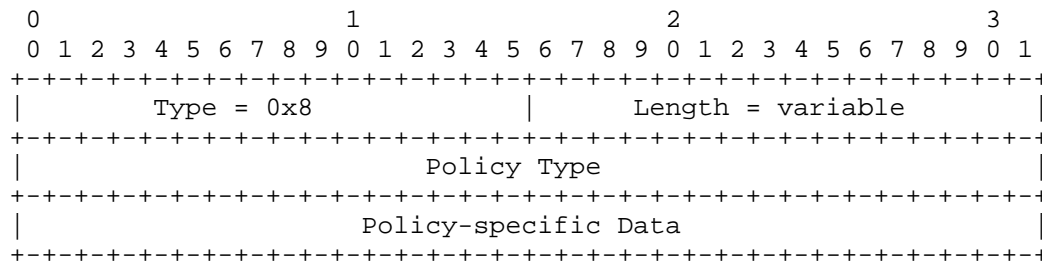 0                   1                   2                   3
0 1 2 3 4 5 6 7 8 9 0 1 2 3 4 5 6 7 8 9 0 1 2 3 4 5 6 7 8 9 0 1
+-+-+-+-+-+-+-+-+-+-+-+-+-+-+-+-+-+-+-+-+-+-+-+-+-+-+-+-+-+-+-+-+
|        Type = 0x8             |      Length = variable        |
+-+-+-+-+-+-+-+-+-+-+-+-+-+-+-+-+-+-+-+-+-+-+-+-+-+-+-+-+-+-+-+-+
|                         Policy Type                           |
+-+-+-+-+-+-+-+-+-+-+-+-+-+-+-+-+-+-+-+-+-+-+-+-+-+-+-+-+-+-+-+-+
|                     Policy-specific Data                      |
+-+-+-+-+-+-+-+-+-+-+-+-+-+-+-+-+-+-+-+-+-+-+-+-+-+-+-+-+-+-+-+-+